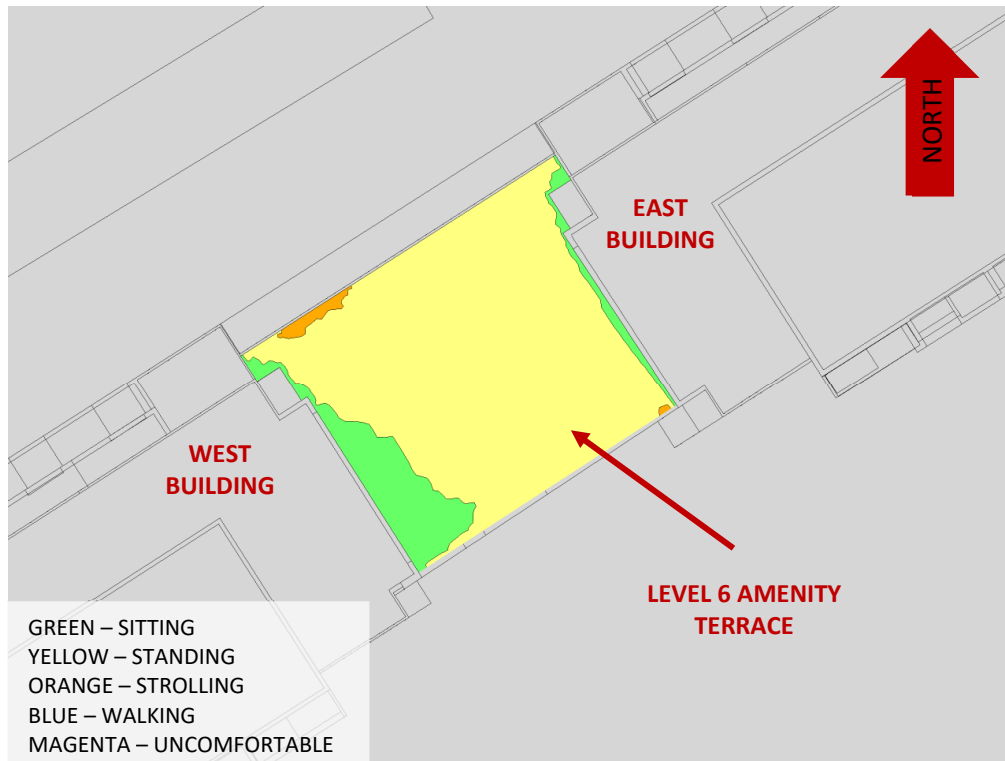 NORTH
EAST
BUILDING
WEST
BUILDING
LEVEL 6 AMENITY
TERRACE
GREEN – SITTING
YELLOW – STANDING
ORANGE – STROLLING
BLUE – WALKING
MAGENTA – UNCOMFORTABLE